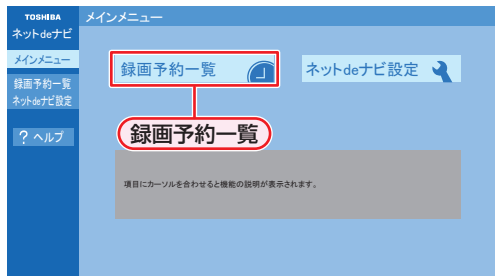 TOSHIBA
ネットdeナビ
メインメニュー
録画予約一覧
ネットdeナビ設定
? ヘルプ
メインメニュー
録画予約一覧
ネットdeナビ設定
録画予約一覧
項目にカーソルを合わせると機能の説明が表示されます。